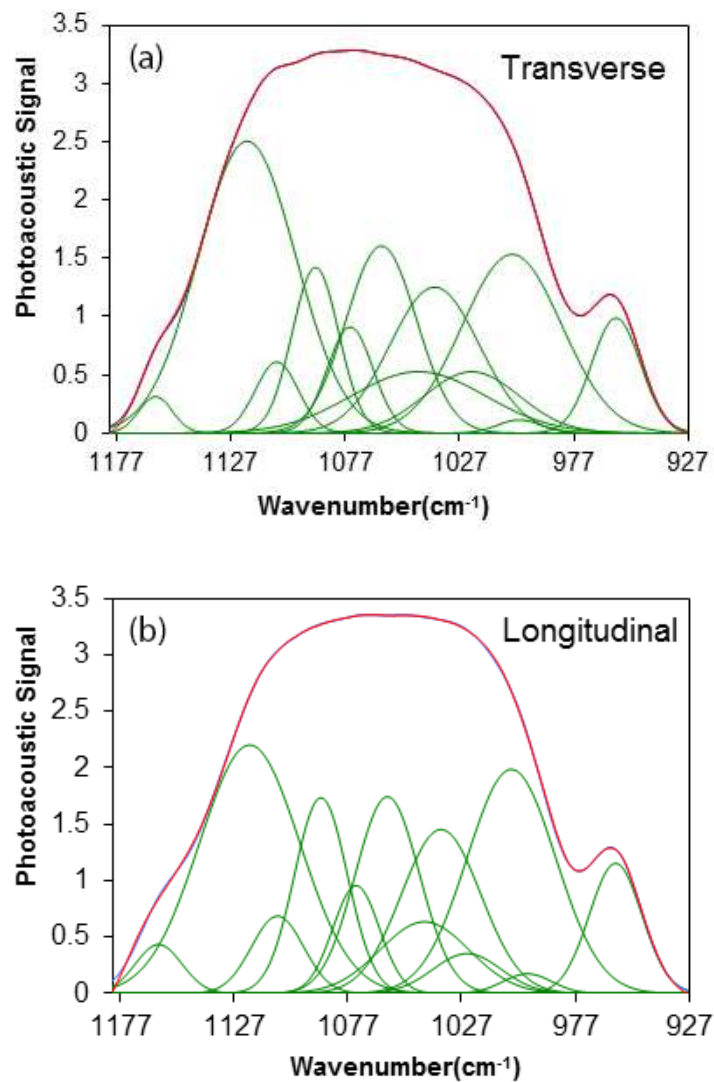 3.5
(a)
Transverse
3
2.5
2
1.5
1
0.5
0
Photoacoustic Signal
1177 1127 1077 1027 977 927
Wavenumber(cm⁻¹)
3.5
(b)
Longitudinal
3
2.5
2
1.5
1
0.5
0
Photoacoustic Signal
1177 1127 1077 1027 977 927
Wavenumber(cm⁻¹)